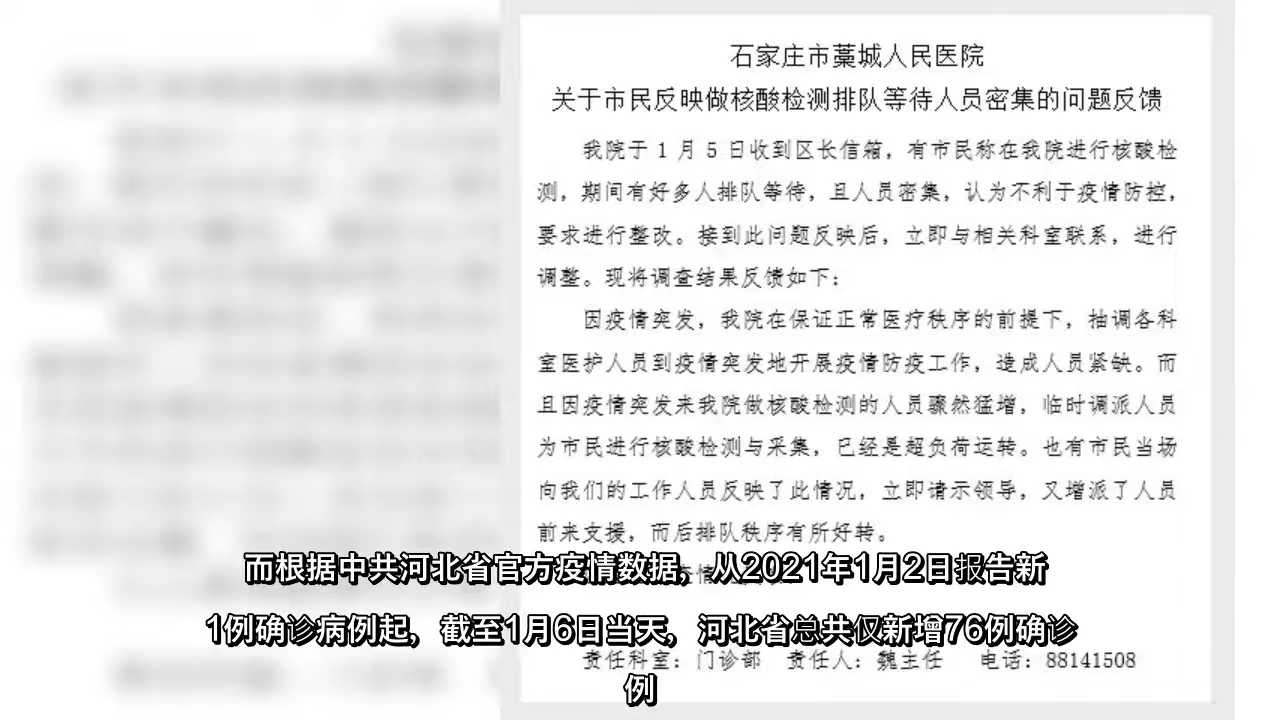 石家庄市藁城人民医院
关于市民反映做核酸检测排队等待人员密集的问题反馈
我院于 1 月 5 日收到区长信箱，有市民称在我院进行核酸检
测，期间有好多人排队等待，且人员密集，认为不利于疫情防控，
要求进行整改。接到此问题反映后，立即与相关科室联系，进行
调整。现将调查结果反馈如下：
因疫情突发，我院在保证正常医疗秩序的前提下，抽调各科
室医护人员到疫情突发地开展疫情防疫工作，造成人员紧缺。而
且因疫情突发来我院做核酸检测的人员骤然猛增，临时调派人员
为市民进行核酸检测与采集，已经是超负荷运转。也有市民当场
向我们的工作人员反映了此情况，立即请示领导，又增派了人员
前来支援，而后排队秩序有所好转。
而根据中共河北省官方疫情数据，从2021年1月2日报告新
1例确诊病例起，截至1月6日当天，河北省总共仅新增76例确诊
责任科室：门诊部 责任人：魏主任 电话：88141508
例